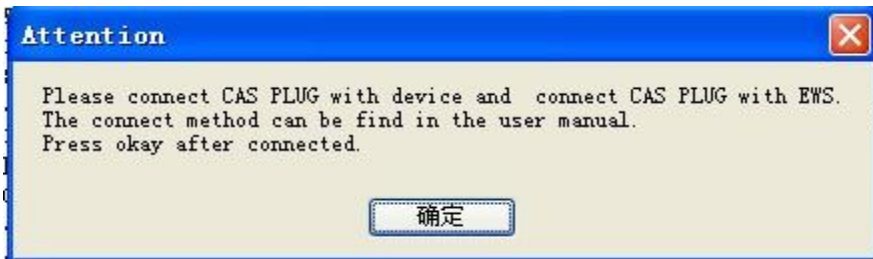 Attention
Please connect CAS PLUG with device and  connect CAS PLUG with EWS.
The connect method can be find in the user manual.
Press okay after connected.
确定